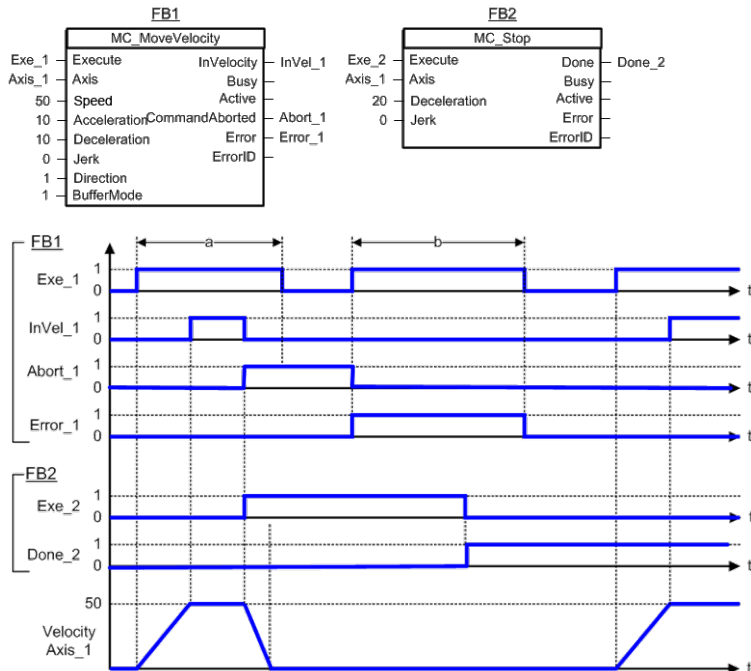 FB1
MC_MoveVelocity
Exe_1 Execute InVelocity InVel_1
Axis_1 Axis Busy
50 Speed Active
10 Acceleration CommandAborted Abort_1
10 Deceleration Error Error_1
0 Jerk ErrorID
1 Direction
1 BufferMode
FB2
MC_Stop
Exe_2 Execute Done Done_2
Axis_1 Axis Busy
20 Deceleration Active
0 Jerk Error
ErrorID
FB1
a b
Exe_1 1 0 t
InVel_1 1 0 t
Abort_1 1 0 t
Error_1 1 0 t
FB2
Exe_2 1 0 t
Done_2 1 0 t
50
Velocity
Axis_1 t